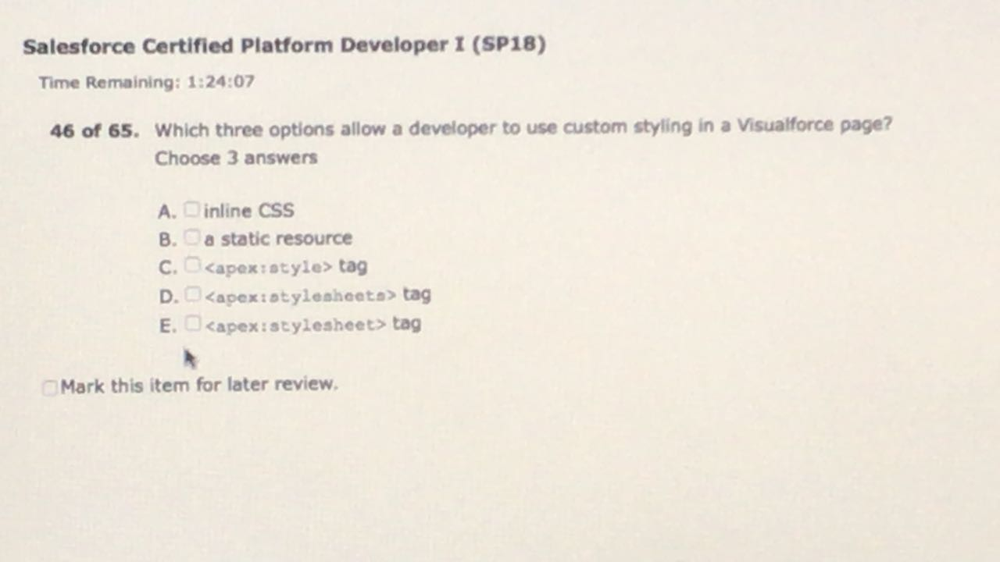 Salesforce Certified Platform Developer I (SP18)
Time Remaining: 1:24:07
46 of 65. Which three options allow a developer to use custom styling in a Visualforce page?
Choose 3 answers
A. inline CSS
B. a static resource
C. <apex:style> tag
D. <apex:stylesheets> tag
E. <apex:stylesheet> tag
Mark this item for later review.